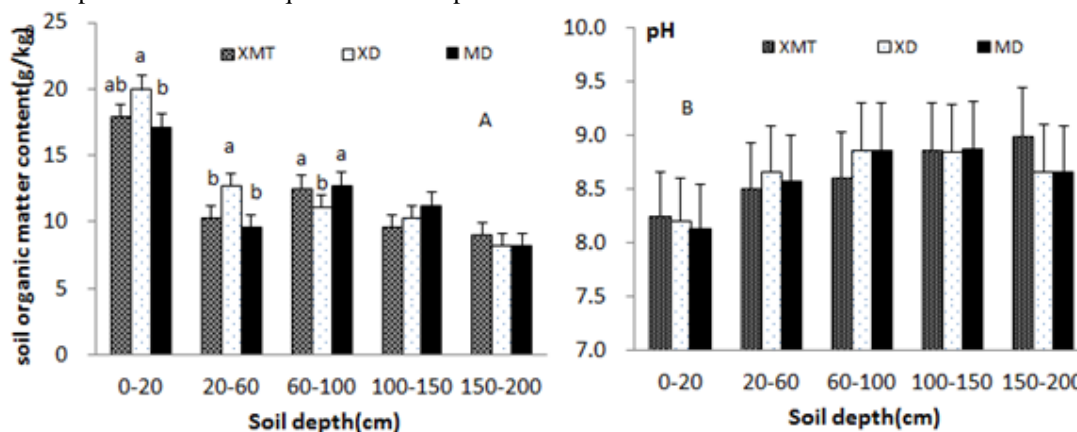 soil organic matter content(g/kg)
25
20
15
10
5
0
XMT XD MD
A
ab a b
b a b
a b a
0-20 20-60 60-100 100-150 150-200
Soil depth(cm)
pH
10.0
9.5
9.0
8.5
8.0
7.5
7.0
XMT XD MD
B
0-20 20-60 60-100 100-150 150-200
Soil depth(cm)